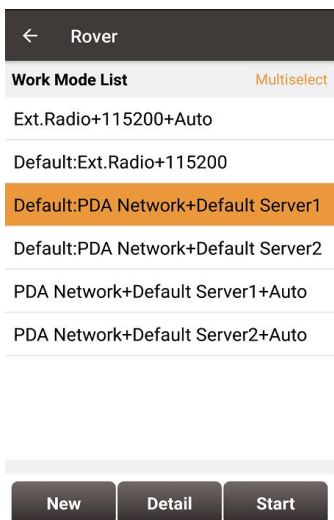 ← Rover
Work Mode List Multiselect
Ext.Radio+115200+Auto
Default:Ext.Radio+115200
Default:PDA Network+Default Server1
Default:PDA Network+Default Server2
PDA Network+Default Server1+Auto
PDA Network+Default Server2+Auto
New Detail Start